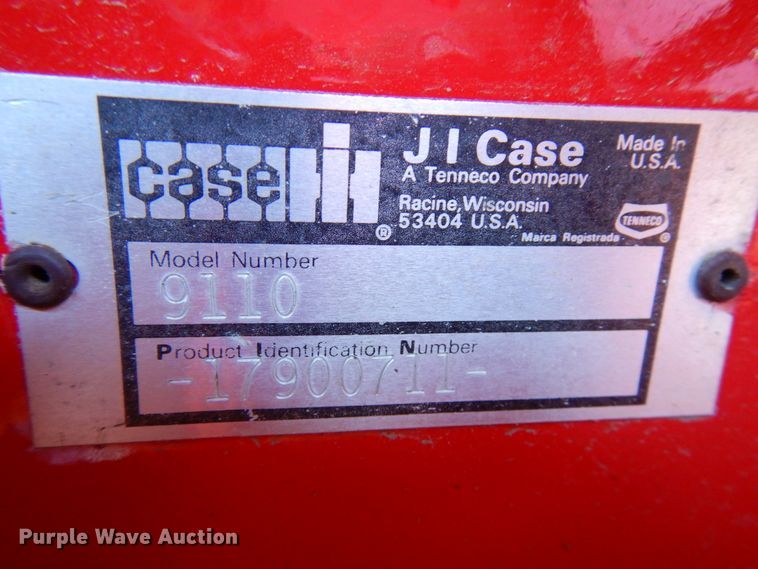 case IH ®
J I Case
A Tenneco Company
Racine, Wisconsin
53404 U.S.A.
Made In
U.S.A.
TENNECO
Marca Registrada ®
Model Number
9110
Product Identification Number
-17900711-
Purple Wave Auction